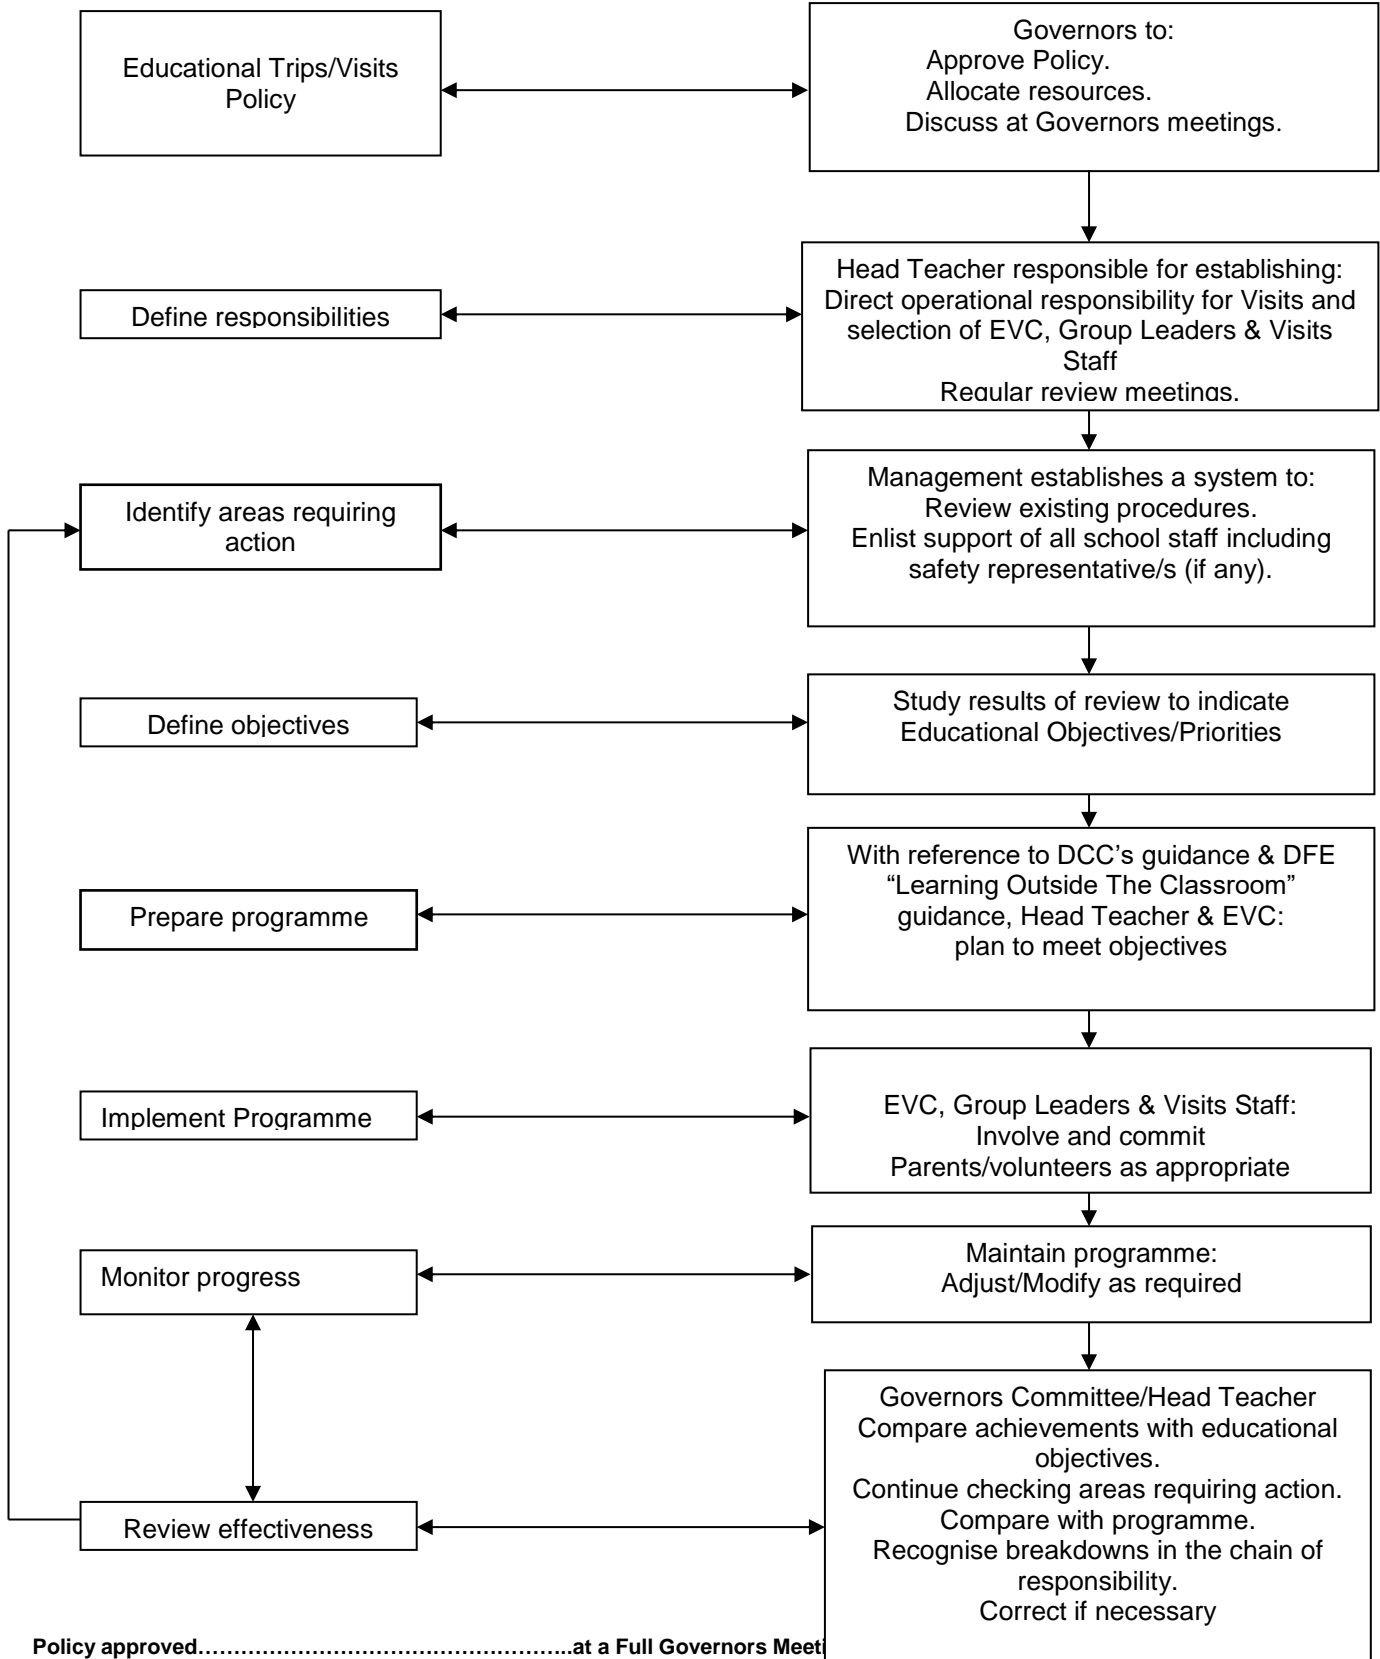 Educational Trips/Visits
Policy
Governors to:
Approve Policy.
Allocate resources.
Discuss at Governors meetings.
Define responsibilities
Head Teacher responsible for establishing:
Direct operational responsibility for Visits and
selection of EVC, Group Leaders & Visits
Staff
Regular review meetings.
Identify areas requiring
action
Management establishes a system to:
Review existing procedures.
Enlist support of all school staff including
safety representative/s (if any).
Define objectives
Study results of review to indicate
Educational Objectives/Priorities
Prepare programme
With reference to DCC’s guidance & DFE
“Learning Outside The Classroom”
guidance, Head Teacher & EVC:
plan to meet objectives
Implement Programme
EVC, Group Leaders & Visits Staff:
Involve and commit
Parents/volunteers as appropriate
Monitor progress
Maintain programme:
Adjust/Modify as required
Review effectiveness
Governors Committee/Head Teacher
Compare achievements with educational
objectives.
Continue checking areas requiring action.
Compare with programme.
Recognise breakdowns in the chain of
responsibility.
Correct if necessary
Policy approved…………………………………………..at a Full Governors